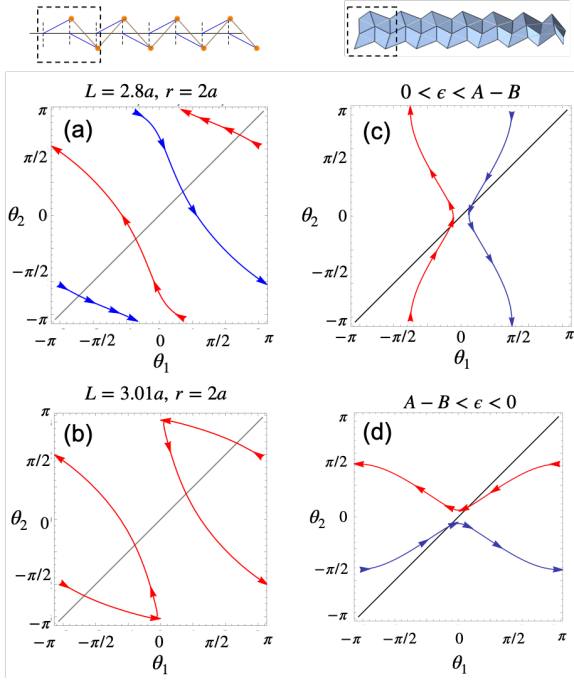 L = 2.8a, r = 2a
(a)
π
π/2
θ₂
0
−π/2
−π
−π
−π/2
0
π/2
π
θ₁
0 < ϵ < A − B
(c)
π
π/2
θ₂
0
−π/2
−π
−π
−π/2
0
π/2
π
θ₁
L = 3.01a, r = 2a
(b)
π
π/2
θ₂
0
−π/2
−π
−π
−π/2
0
π/2
π
θ₁
A − B < ϵ < 0
(d)
π
π/2
θ₂
0
−π/2
−π
−π
−π/2
0
π/2
π
θ₁